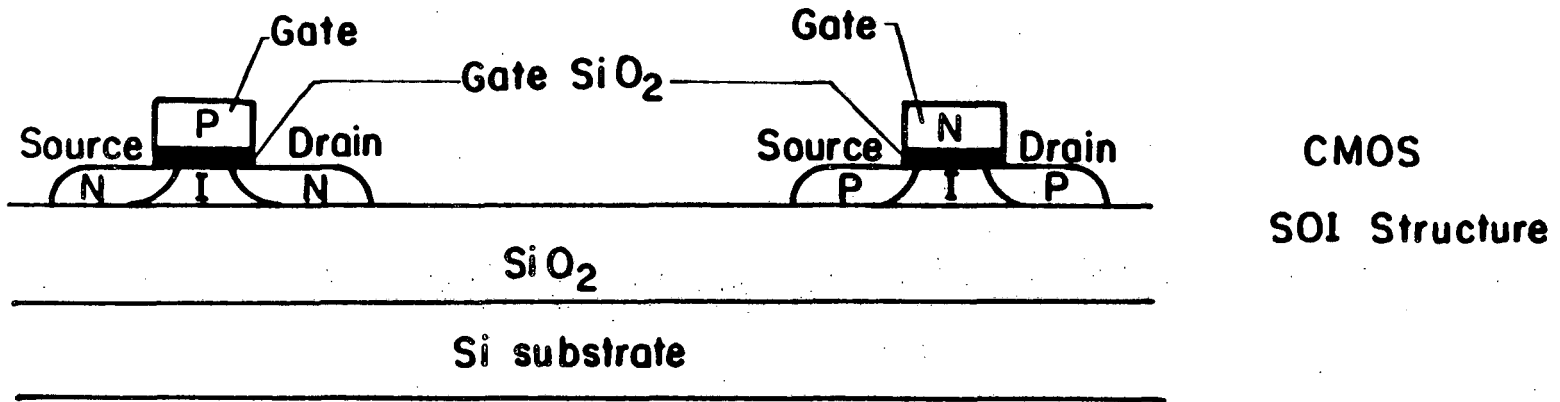 Gate
Gate
Gate SiO2
P
N
Source
Drain
Source
Drain
CMOS
N
I
N
P
I
P
SOI Structure
SiO2
Si substrate